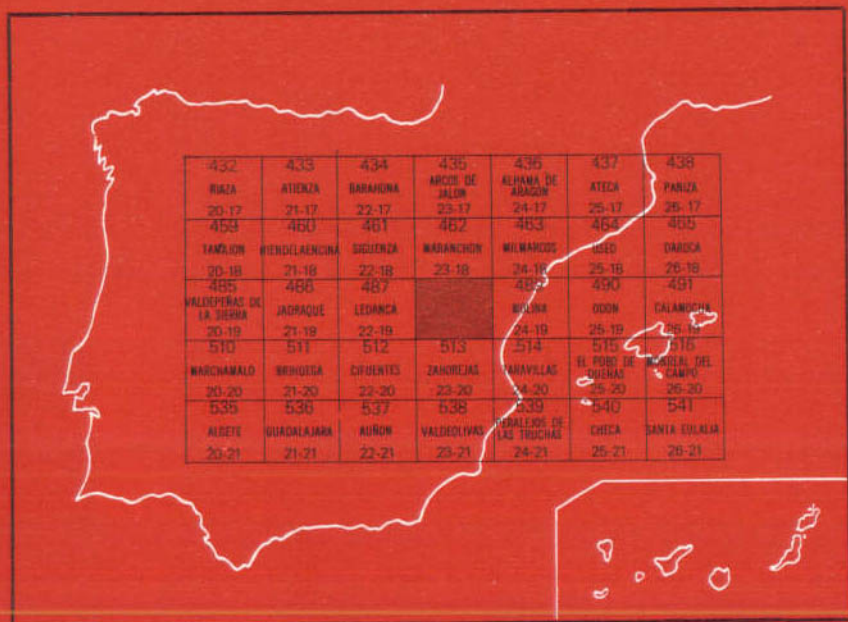 432 433 434 435 436 437 438
RIAZA ATIENZA BARAHONA ARCOS DE JALON ALHAMA DE ARAGON ATECA PANIZA
20-17 21-17 22-17 23-17 24-17 25-17 26-17
459 460 461 462 463 464 465
TAMAJON HIENDELAENCINA SIGUENZA MARANCHON MILMARCOS USED DAROCA
20-18 21-18 22-18 23-18 24-18 25-18 26-18
485 486 487 489 490 491
VALDEPEÑAS DE LA SIERRA JADRAQUE LEDANCA MOLINA ODON CALAMOCHA
20-19 21-19 22-19 24-19 25-19 26-19
510 511 512 513 514 515 516
MARCHAMALO BRIHUEGA CIFUENTES ZAHOREJAS TARAVILLAS EL POBO DE DUEÑAS MONREAL DEL CAMPO
20-20 21-20 22-20 23-20 24-20 25-20 26-20
535 536 537 538 539 540 541
ALGETE GUADALAJARA AUÑON VALDEOLIVAS PERALEJOS DE LAS TRUCHAS CHECA SANTA EULALIA
20-21 21-21 22-21 23-21 24-21 25-21 26-21